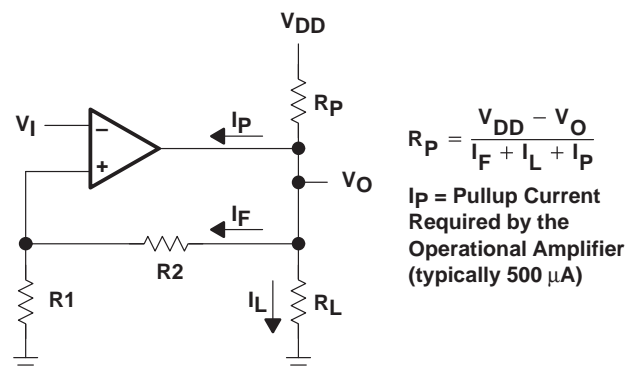 VDD
RP
VI
−
+
IP
VO
IF
R2
R1
IL
RL
RP = VDD − VO
IF + IL + IP
IP = Pullup Current
Required by the
Operational Amplifier
(typically 500 μA)